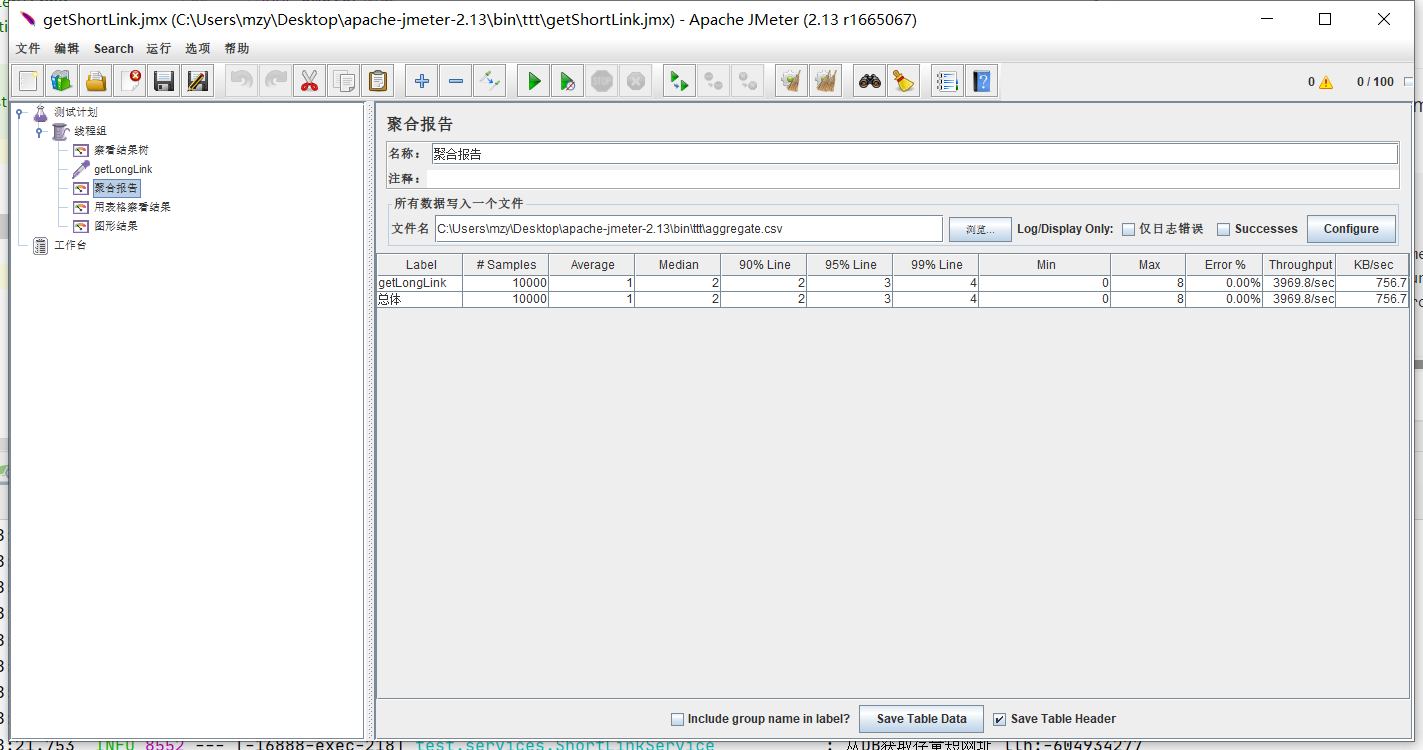 getShortLink.jmx (C:\Users\mzy\Desktop\apache-jmeter-2.13\bin\ttt\getShortLink.jmx) - Apache JMeter (2.13 r1665067)
文件 编辑 Search 运行 选项 帮助
0 0 / 100
测试计划
线程组
察看结果树
getLongLink
聚合报告
用表格察看结果
图形结果
工作台
聚合报告
名称： 聚合报告
注释：
所有数据写入一个文件
文件名 C:\Users\mzy\Desktop\apache-jmeter-2.13\bin\ttt\aggregate.csv 浏览... Log/Display Only: 仅日志错误 Successes Configure
Label # Samples Average Median 90% Line 95% Line 99% Line Min Max Error % Throughput KB/sec
getLongLink 10000 1 2 2 3 4 0 8 0.00% 3969.8/sec 756.7
总体 10000 1 2 2 3 4 0 8 0.00% 3969.8/sec 756.7
Include group name in label? Save Table Data Save Table Header
3:21.753 INFO 8552 --- [-16888-exec-218] test.services.ShortLinkService : 从DB获取存量短网址